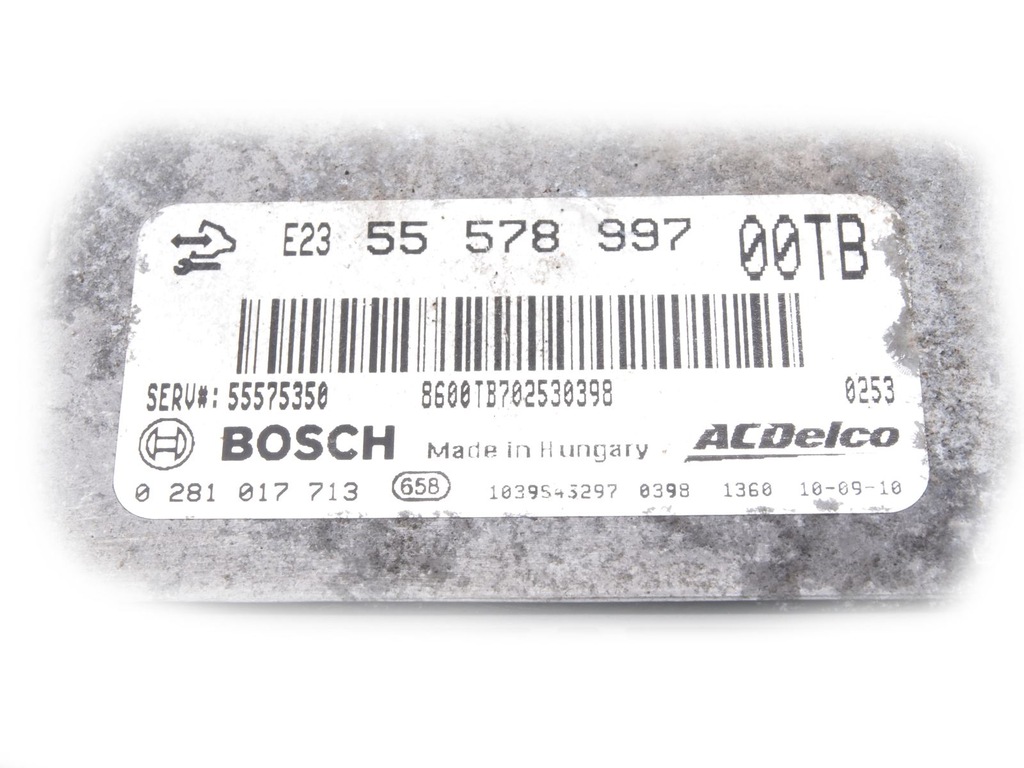 E23 55 578 997 00TB
SERV#: 55575350 8600TB702530398 0253
BOSCH Made in Hungary ACDelco
0 281 017 713 658 1039S43297 0398 1360 10-09-10